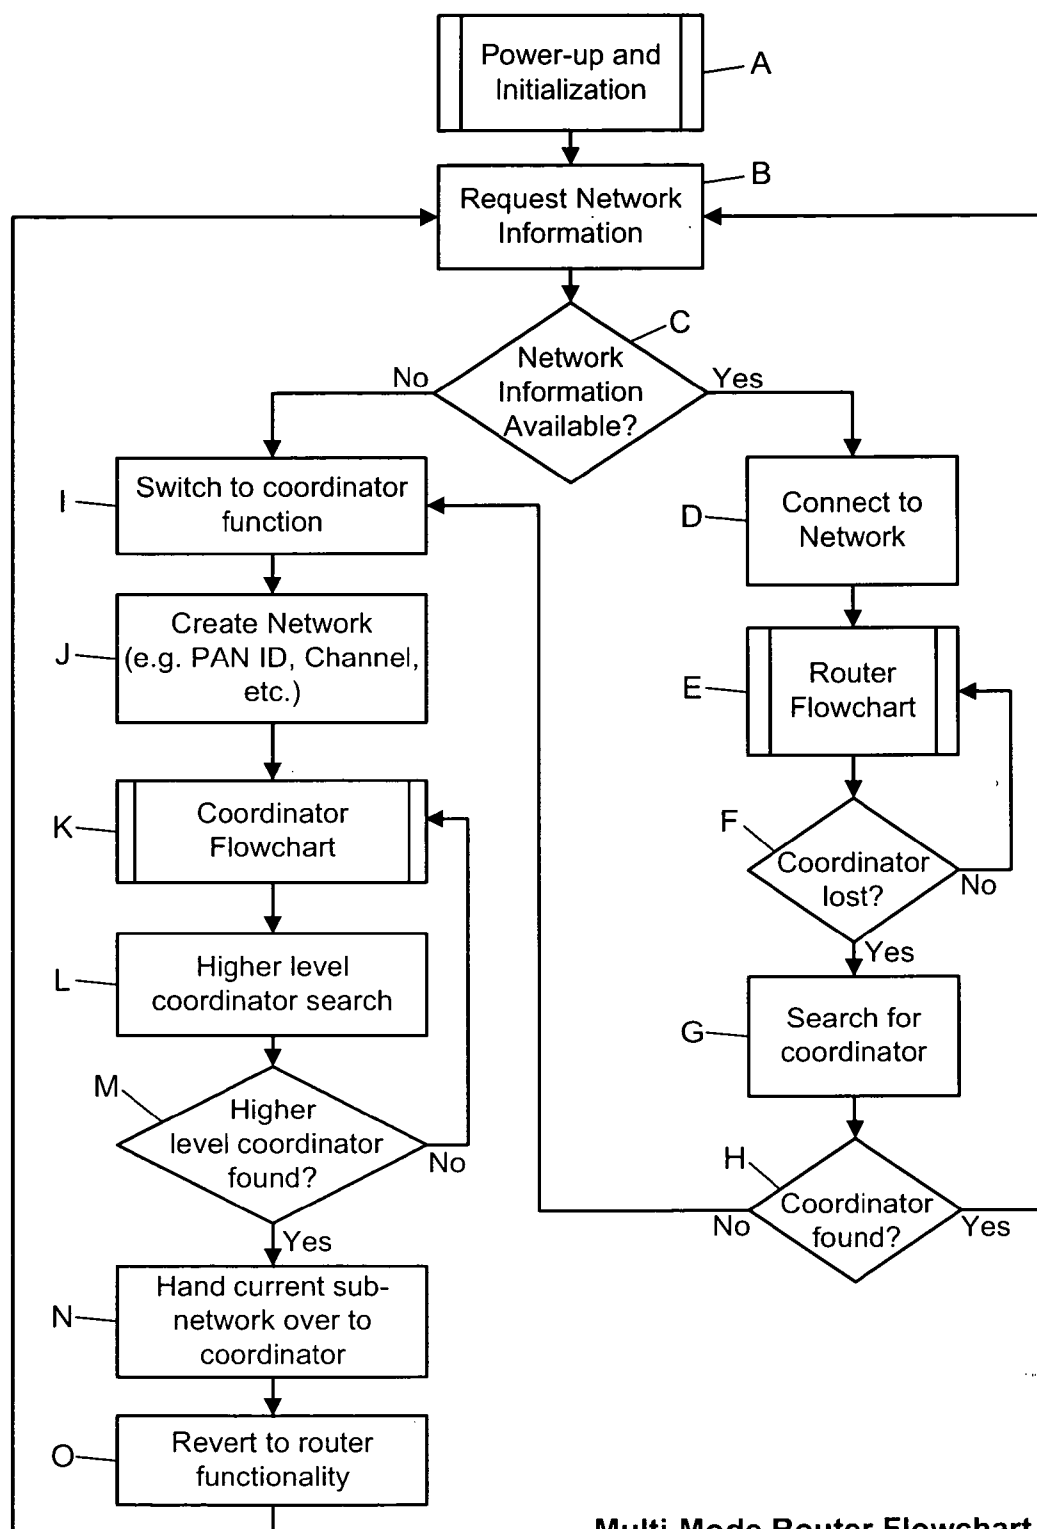 Power-up and
Initialization
A
Request Network
Information
B
Network
Information
Available?
C
No
Yes
Switch to coordinator
function
I
Connect to
Network
D
Create Network
(e.g. PAN ID, Channel,
etc.)
J
Router
Flowchart
E
Coordinator
Flowchart
K
Coordinator
lost?
F
No
Yes
Higher level
coordinator search
L
Search for
coordinator
G
Higher
level coordinator
found?
M
No
Yes
Coordinator
found?
H
No
Yes
Hand current sub-
network over to
coordinator
N
Revert to router
functionality
O
Multi-Mode Router Flowchart